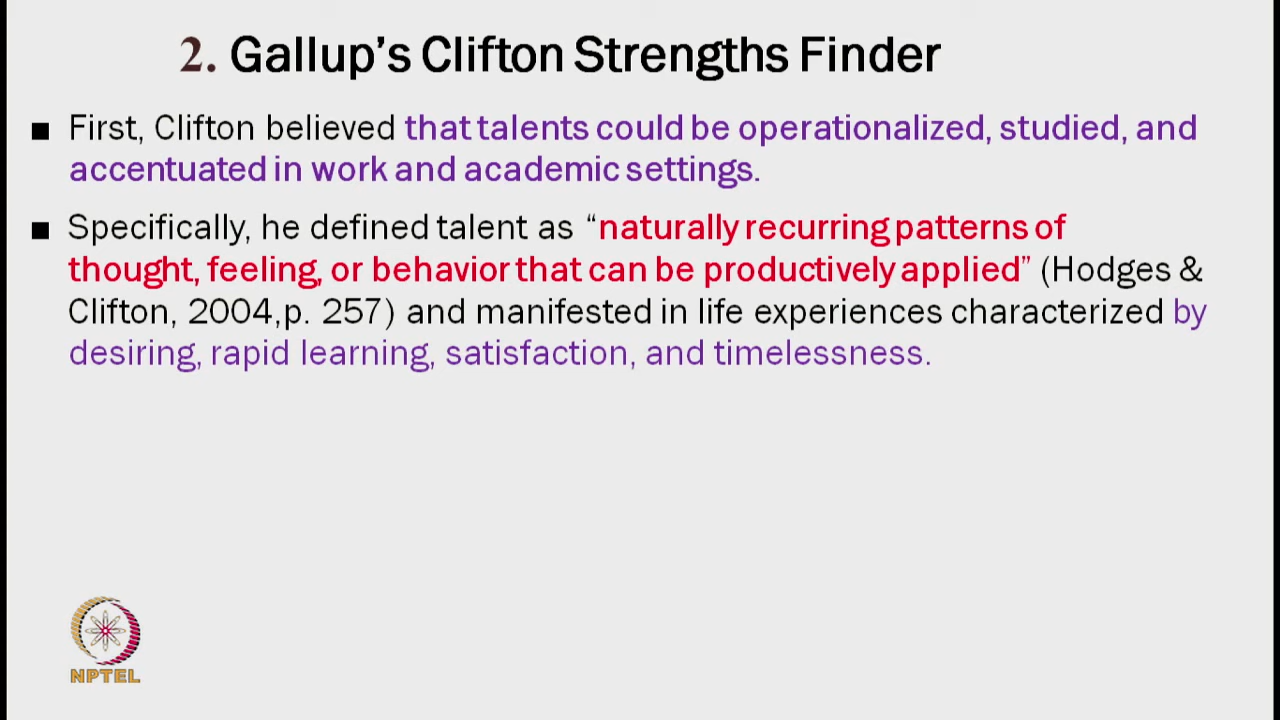 2. Gallup’s Clifton Strengths Finder
■ First, Clifton believed that talents could be operationalized, studied, and
accentuated in work and academic settings.
■ Specifically, he defined talent as “naturally recurring patterns of
thought, feeling, or behavior that can be productively applied” (Hodges &
Clifton, 2004,p. 257) and manifested in life experiences characterized by
desiring, rapid learning, satisfaction, and timelessness.
NPTEL